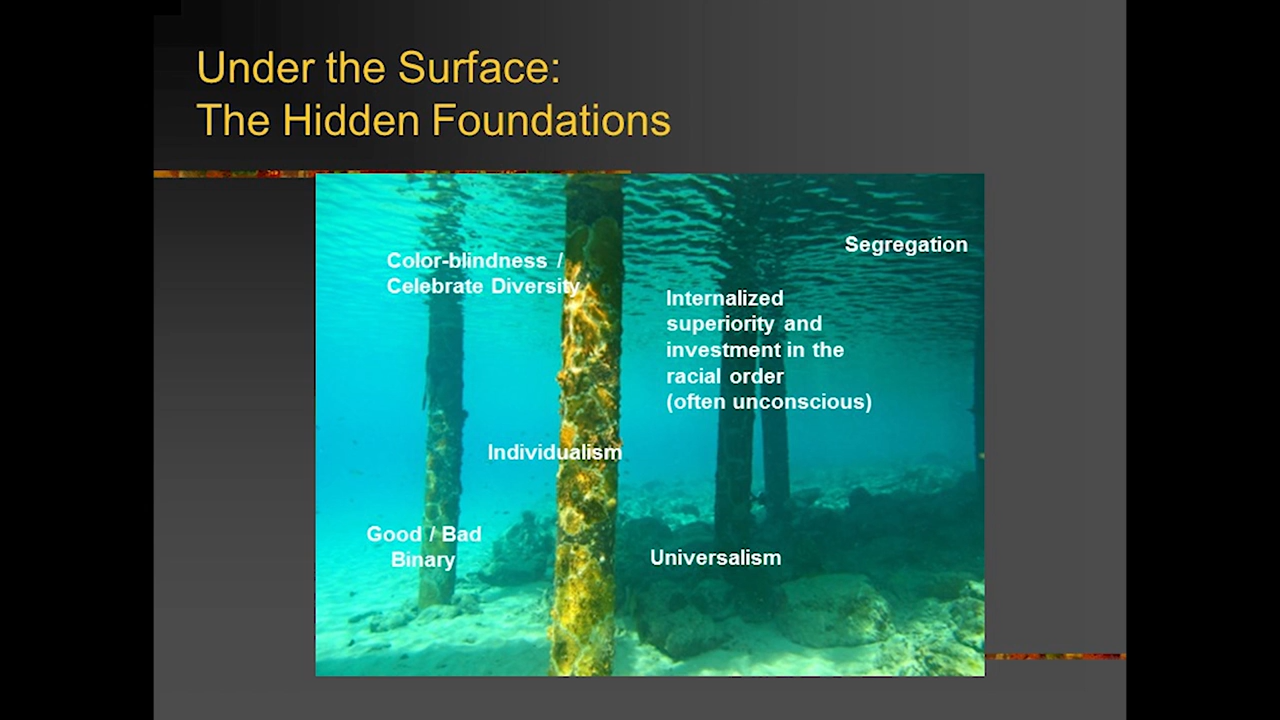 Under the Surface:
The Hidden Foundations
Segregation
Color-blindness /
Celebrate Diversity
Internalized
superiority and
investment in the
racial order
(often unconscious)
Individualism
Good / Bad
Binary
Universalism